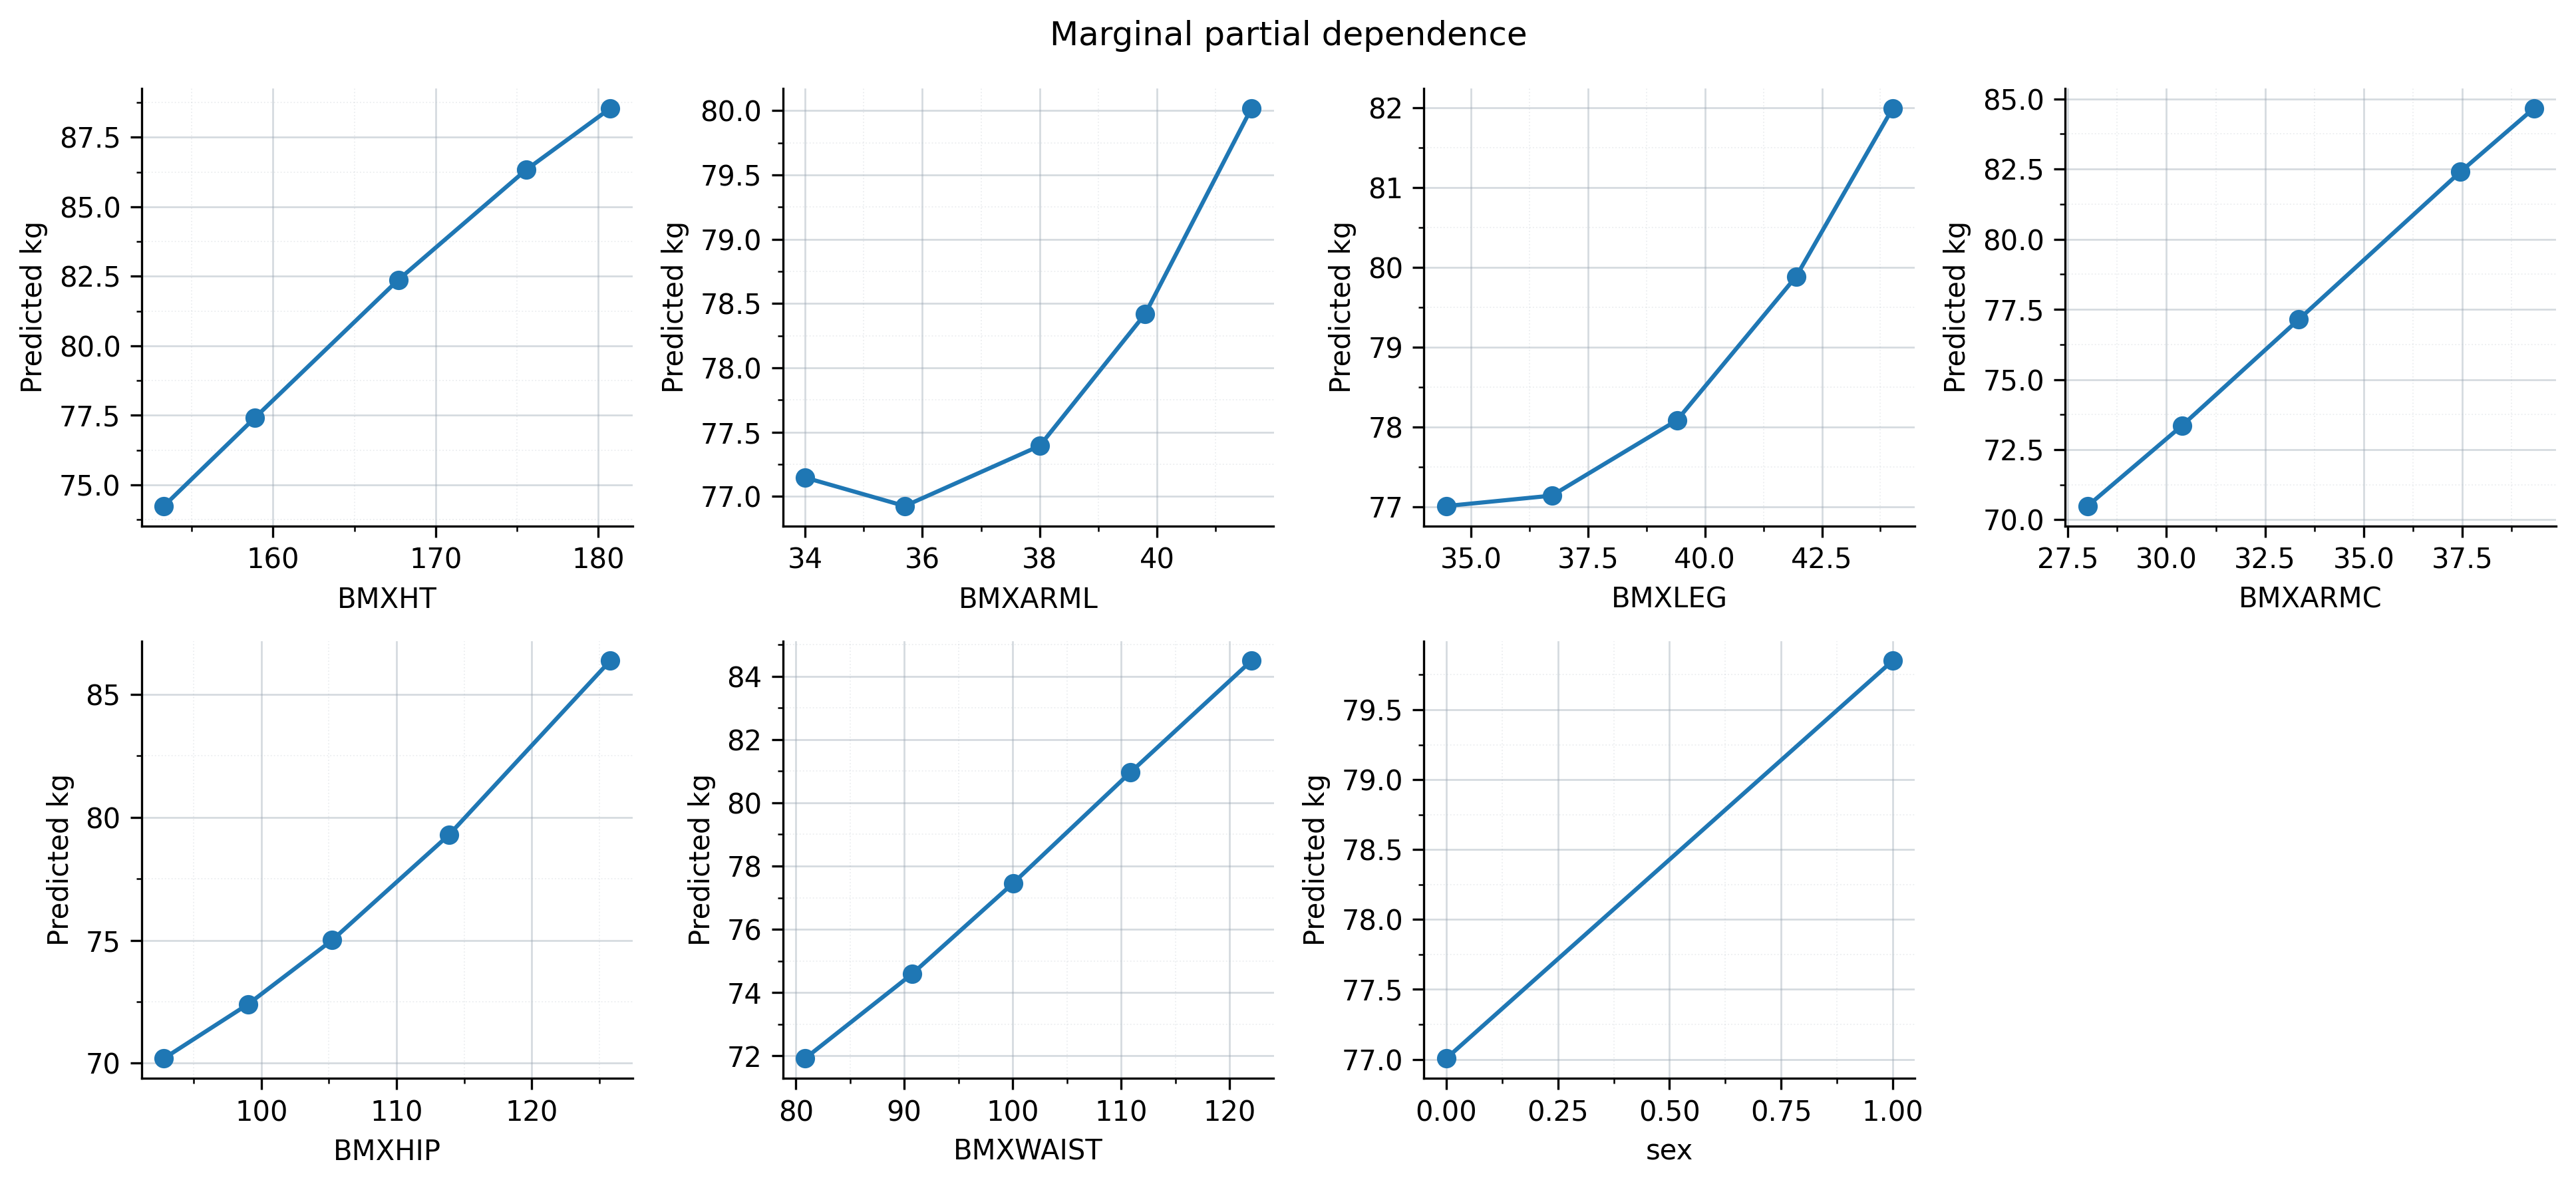 Marginal partial dependence
Predicted kg
87.5
85.0
82.5
80.0
77.5
75.0
160 170 180
BMXHT
Predicted kg
80.0
79.5
79.0
78.5
78.0
77.5
77.0
34 36 38 40
BMXARML
Predicted kg
82
81
80
79
78
77
35.0 37.5 40.0 42.5
BMXLEG
Predicted kg
85.0
82.5
80.0
77.5
75.0
72.5
70.0
27.5 30.0 32.5 35.0 37.5
BMXARMC
Predicted kg
85
80
75
70
100 110 120
BMXHIP
Predicted kg
84
82
80
78
76
74
72
80 90 100 110 120
BMXWAIST
Predicted kg
79.5
79.0
78.5
78.0
77.5
77.0
0.00 0.25 0.50 0.75 1.00
sex